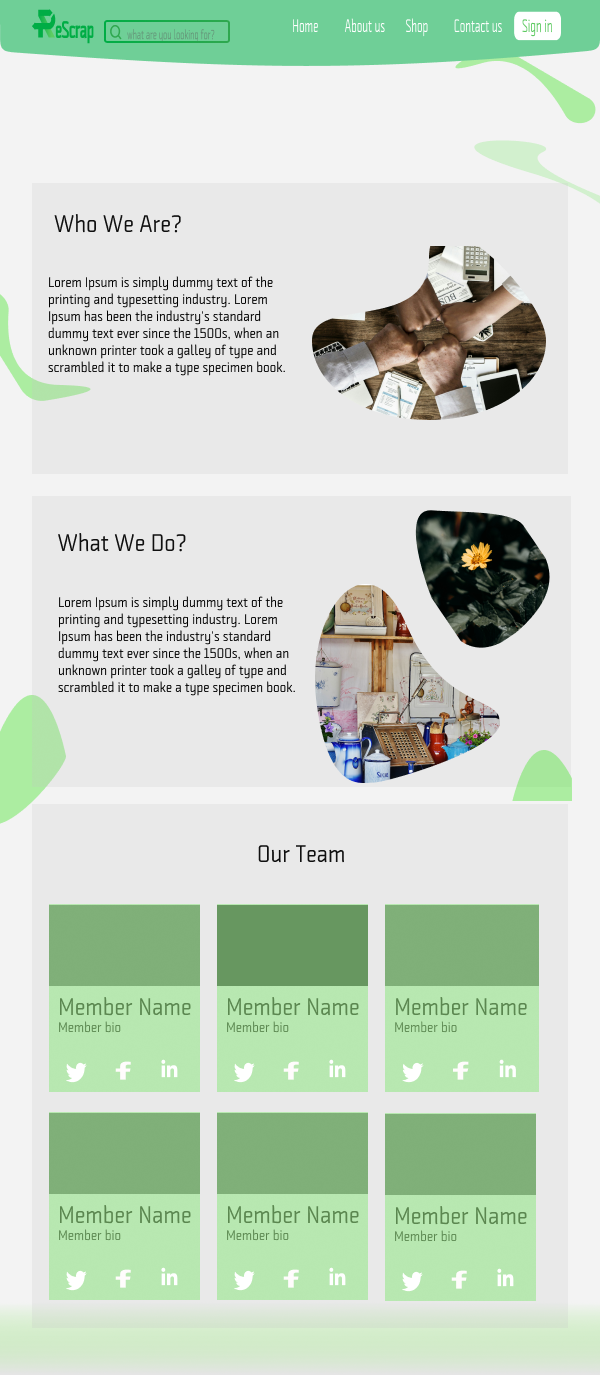 ReScrap
what are you looking for?
Home About us Shop Contact us Sign in
Who We Are?
Lorem Ipsum is simply dummy text of the
printing and typesetting industry. Lorem
Ipsum has been the industry's standard
dummy text ever since the 1500s, when an
unknown printer took a galley of type and
scrambled it to make a type specimen book.
What We Do?
Lorem Ipsum is simply dummy text of the
printing and typesetting industry. Lorem
Ipsum has been the industry's standard
dummy text ever since the 1500s, when an
unknown printer took a galley of type and
scrambled it to make a type specimen book.
Our Team
Member Name Member Name Member Name
Member bio Member bio Member bio
in in in
Member Name Member Name Member Name
Member bio Member bio Member bio
in in in